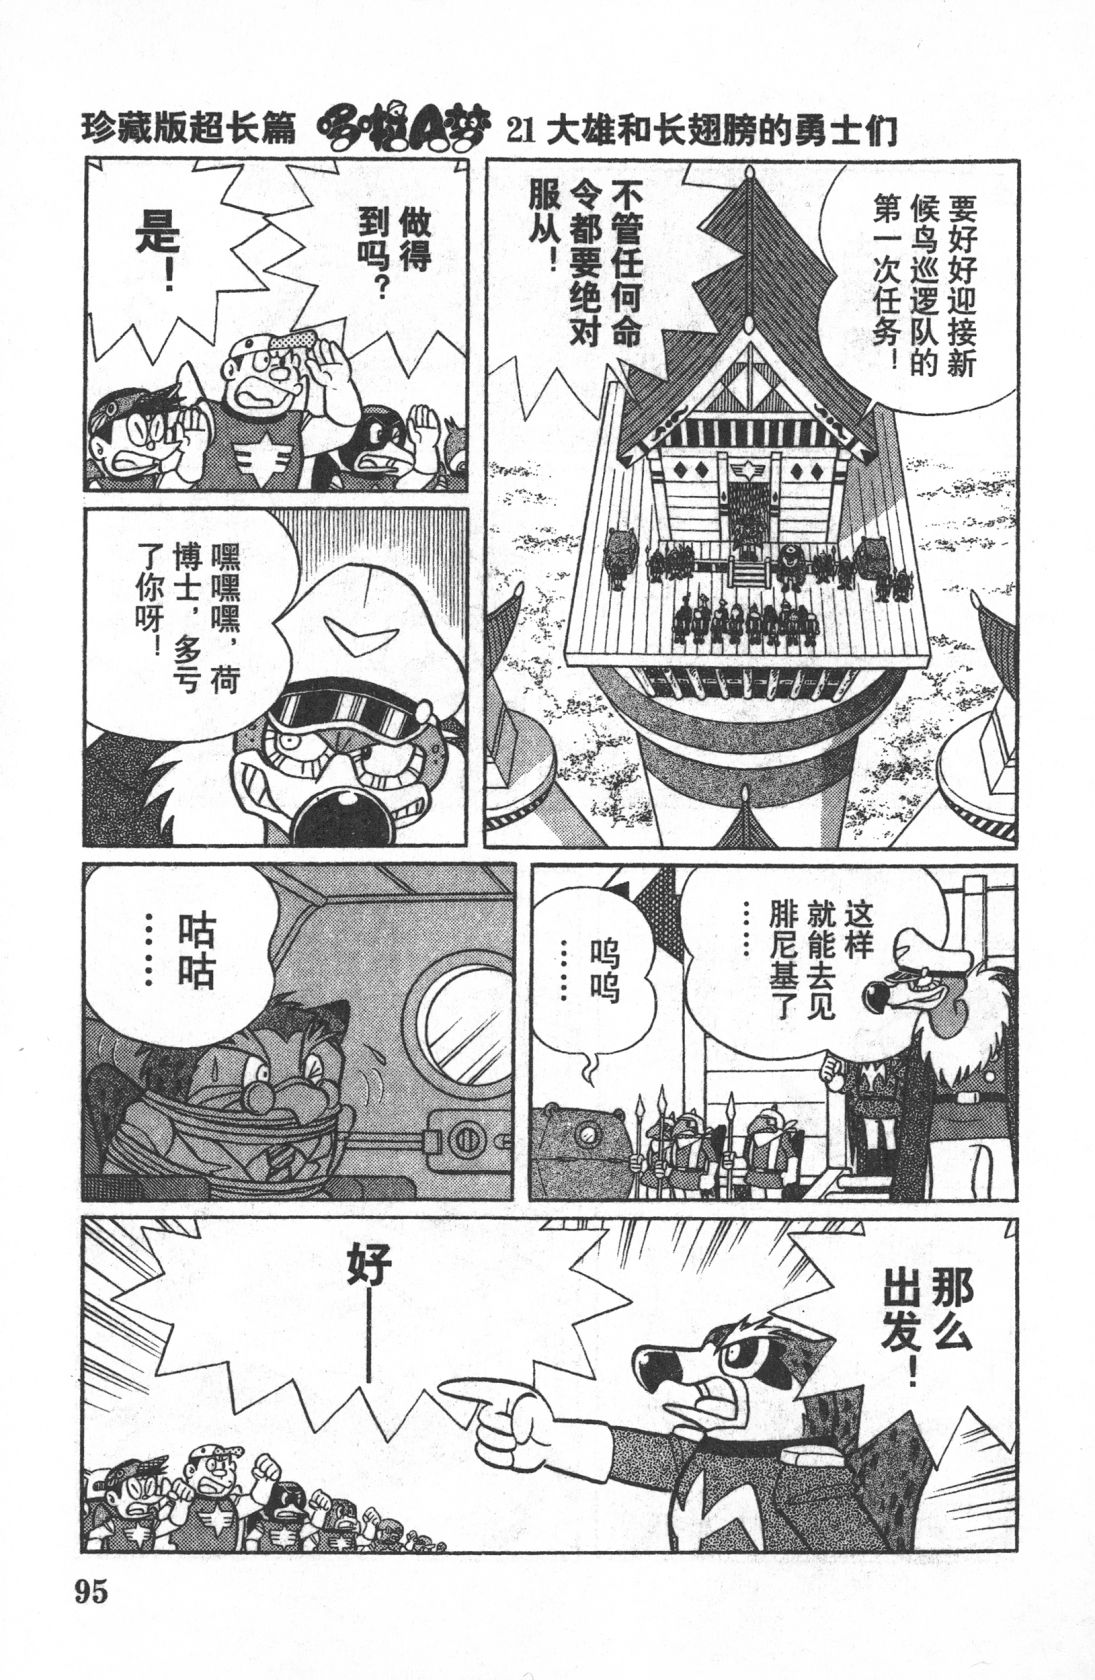 珍藏版超长篇 哆啦A梦 21 大雄和长翅膀的勇士们
要好好迎接新
候鸟巡逻队的
第一次任务！
不管任何命
令都要绝对
服从！
做得
到吗？
是！
嘿嘿嘿，荷
博士，多亏
了你呀！
这样
就能去见
腓尼基了
……
呜呜
……
咕咕
……
那么
出发！
好——
95